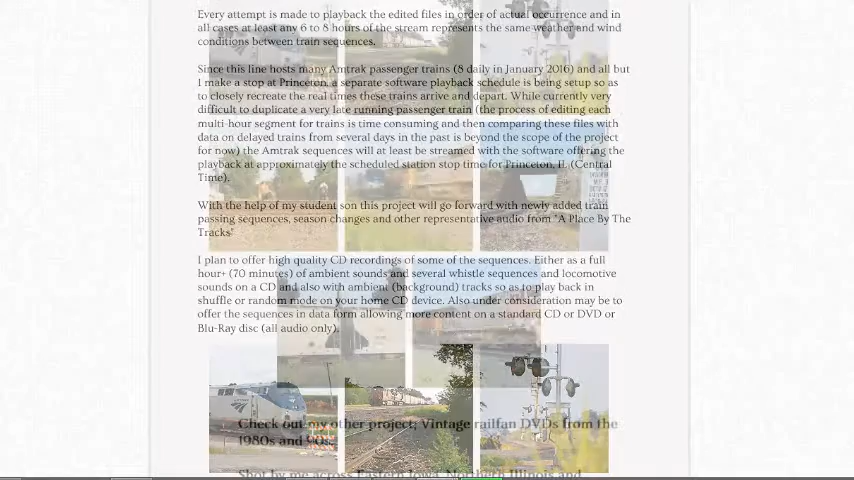 Every attempt is made to playback the edited files in order of actual occurrence and in
all cases at least any 6 to 8 hours of the stream represents the same weather and wind
conditions between train sequences.
Since this line hosts many Amtrak passenger trains (8 daily in January 2016) and all but
1 make a stop at Princeton, a separate software playback schedule is being setup so as
to closely recreate the real times these trains arrive and depart. While currently very
difficult to duplicate a very late running passenger train (the process of editing each
multi-hour segment for trains is time consuming and then comparing these files with
data on delayed trains from several days in the past is beyond the scope of the project
for now) the Amtrak sequences will at least be streamed with the software offering the
playback at approximately the scheduled station stop time for Princeton, IL (Central
Time).
With the help of my student son this project will go forward with newly added train
passing sequences, season changes and other representative audio from "A Place By The
Tracks"
I plan to offer high quality CD recordings of some of the sequences. Either as a full
hour+ (70 minutes) of ambient sounds and several whistle sequences and locomotive
sounds on a CD and also with ambient (background) tracks so as to play back in
shuffle or random mode on your home CD device. Also under consideration may be to
offer the sequences in data form allowing more content on a standard CD or DVD or
Blu-Ray disc (all audio only).
Check out my other project; Vintage railfan DVDs from the
1980s and 90s.
Shot by me across Eastern Iowa, Northern Illinois and